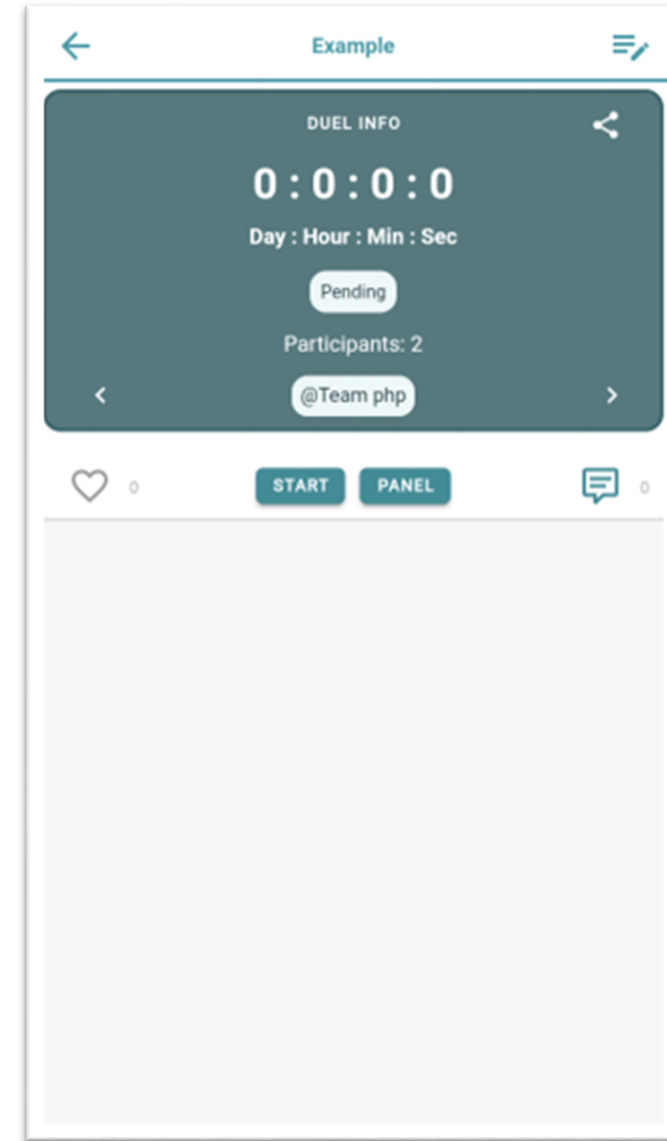 Example
DUEL INFO
0 : 0 : 0 : 0
Day : Hour : Min : Sec
Pending
Participants: 2
@Team php
0 START PANEL 0